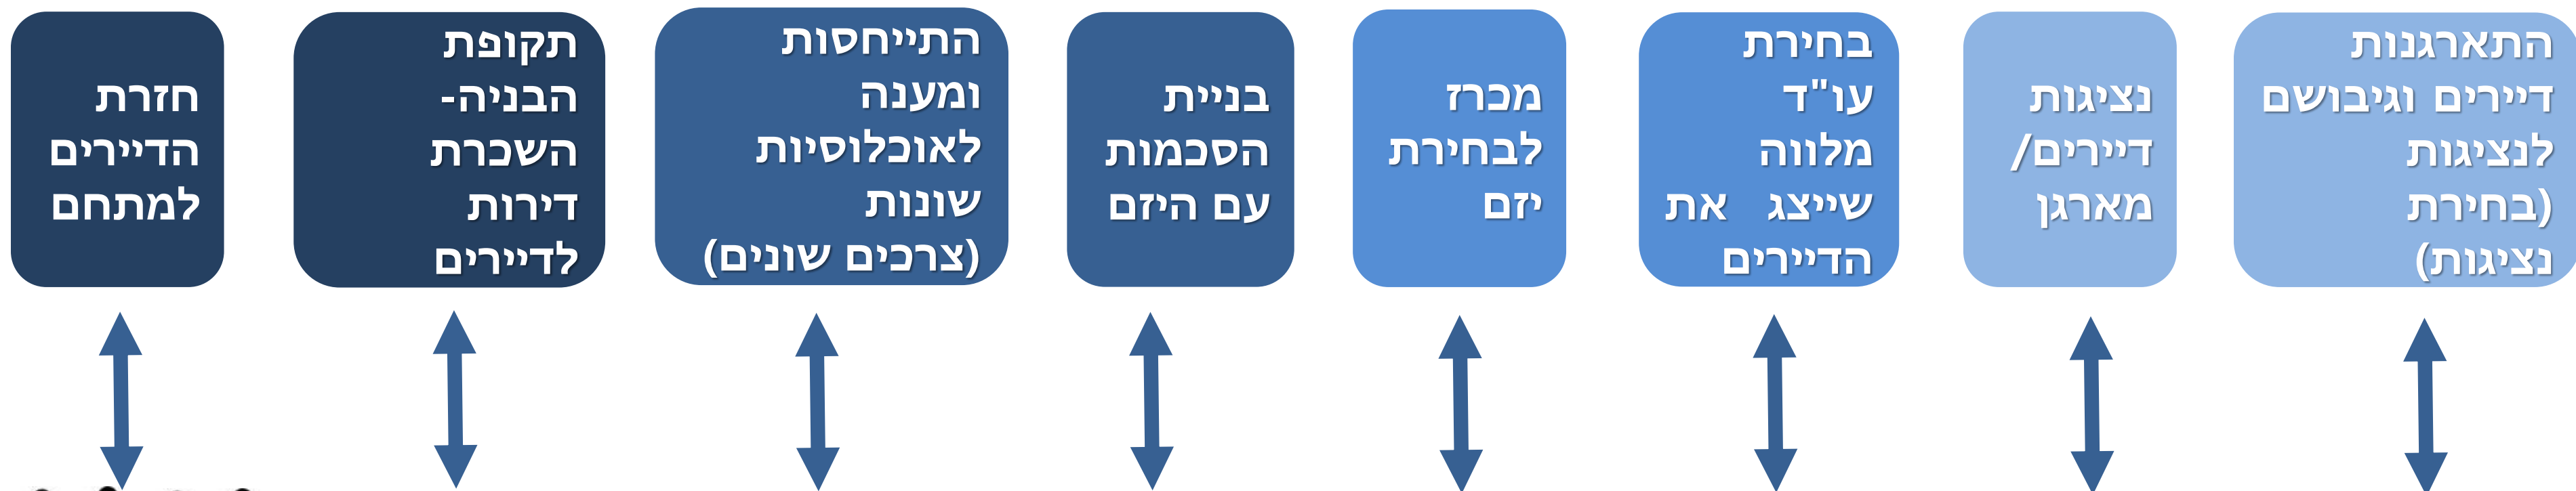 התארגנות
דיירים וגיבושם
לנציגות
(בחירת
נציגות)
נציגות
דיירים/
מארגן
בחירת
עו"ד
מלווה
שייצג את
הדיירים
מכרז
לבחירת
יזם
בניית
הסכמות
עם היזם
התייחסות
ומענה
לאוכלוסיות
שונות
(צרכים שונים)
תקופת
הבניה-
השכרת
דירות
לדיירים
חזרת
הדיירים
למתחם